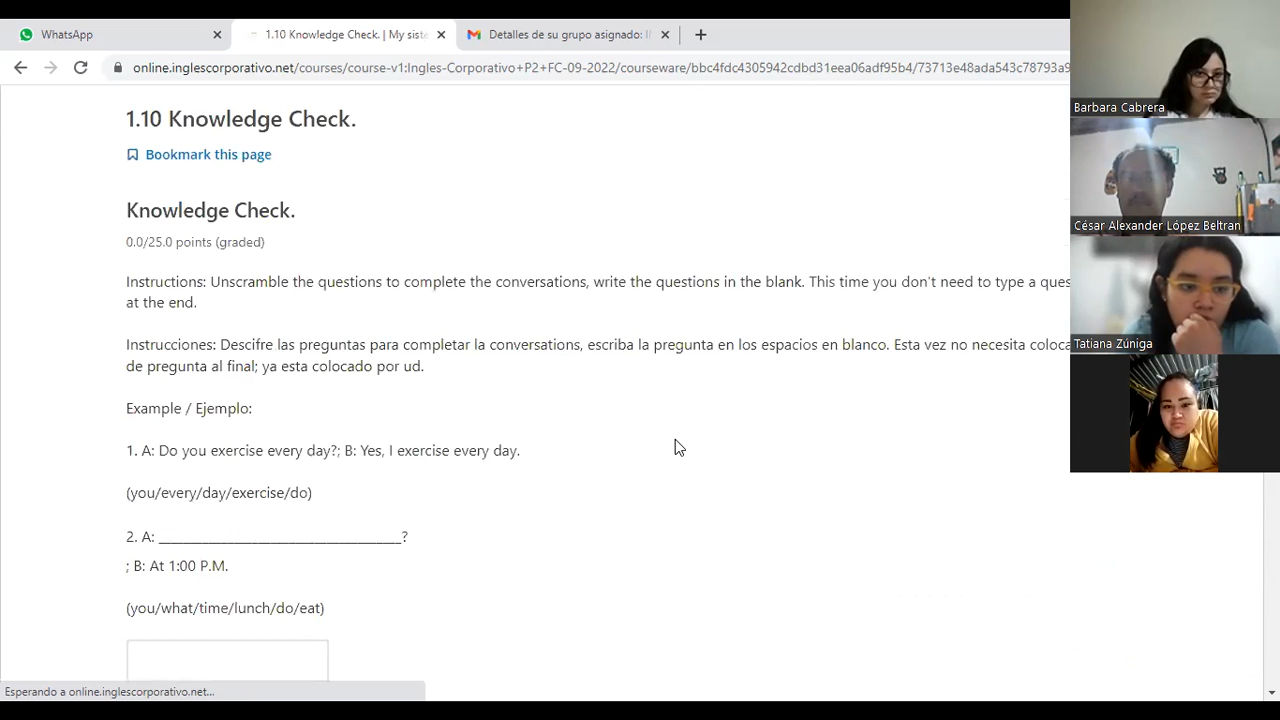 WhatsApp
1.10 Knowledge Check. | My sist
Detalles de su grupo asignado: II
online.inglescorporativo.net/courses/course-v1:Ingles-Corporativo+P2+FC-09-2022/courseware/bbc4fdc4305942cdbd31eea06adf95b4/73713e48ada543c78793a9
1.10 Knowledge Check.
Bookmark this page
Knowledge Check.
0.0/25.0 points (graded)
Instructions: Unscramble the questions to complete the conversations, write the questions in the blank. This time you don't need to type a ques
at the end.
Instrucciones: Descifre las preguntas para completar la conversations, escriba la pregunta en los espacios en blanco. Esta vez no necesita coloca
de pregunta al final; ya esta colocado por ud.
Example / Ejemplo:
1. A: Do you exercise every day?; B: Yes, I exercise every day.
(you/every/day/exercise/do)
2. A: ___________________________________?
; B: At 1:00 P.M.
(you/what/time/lunch/do/eat)
Esperando a online.inglescorporativo.net...
Barbara Cabrera
César Alexander López Beltran
Tatiana Zúniga